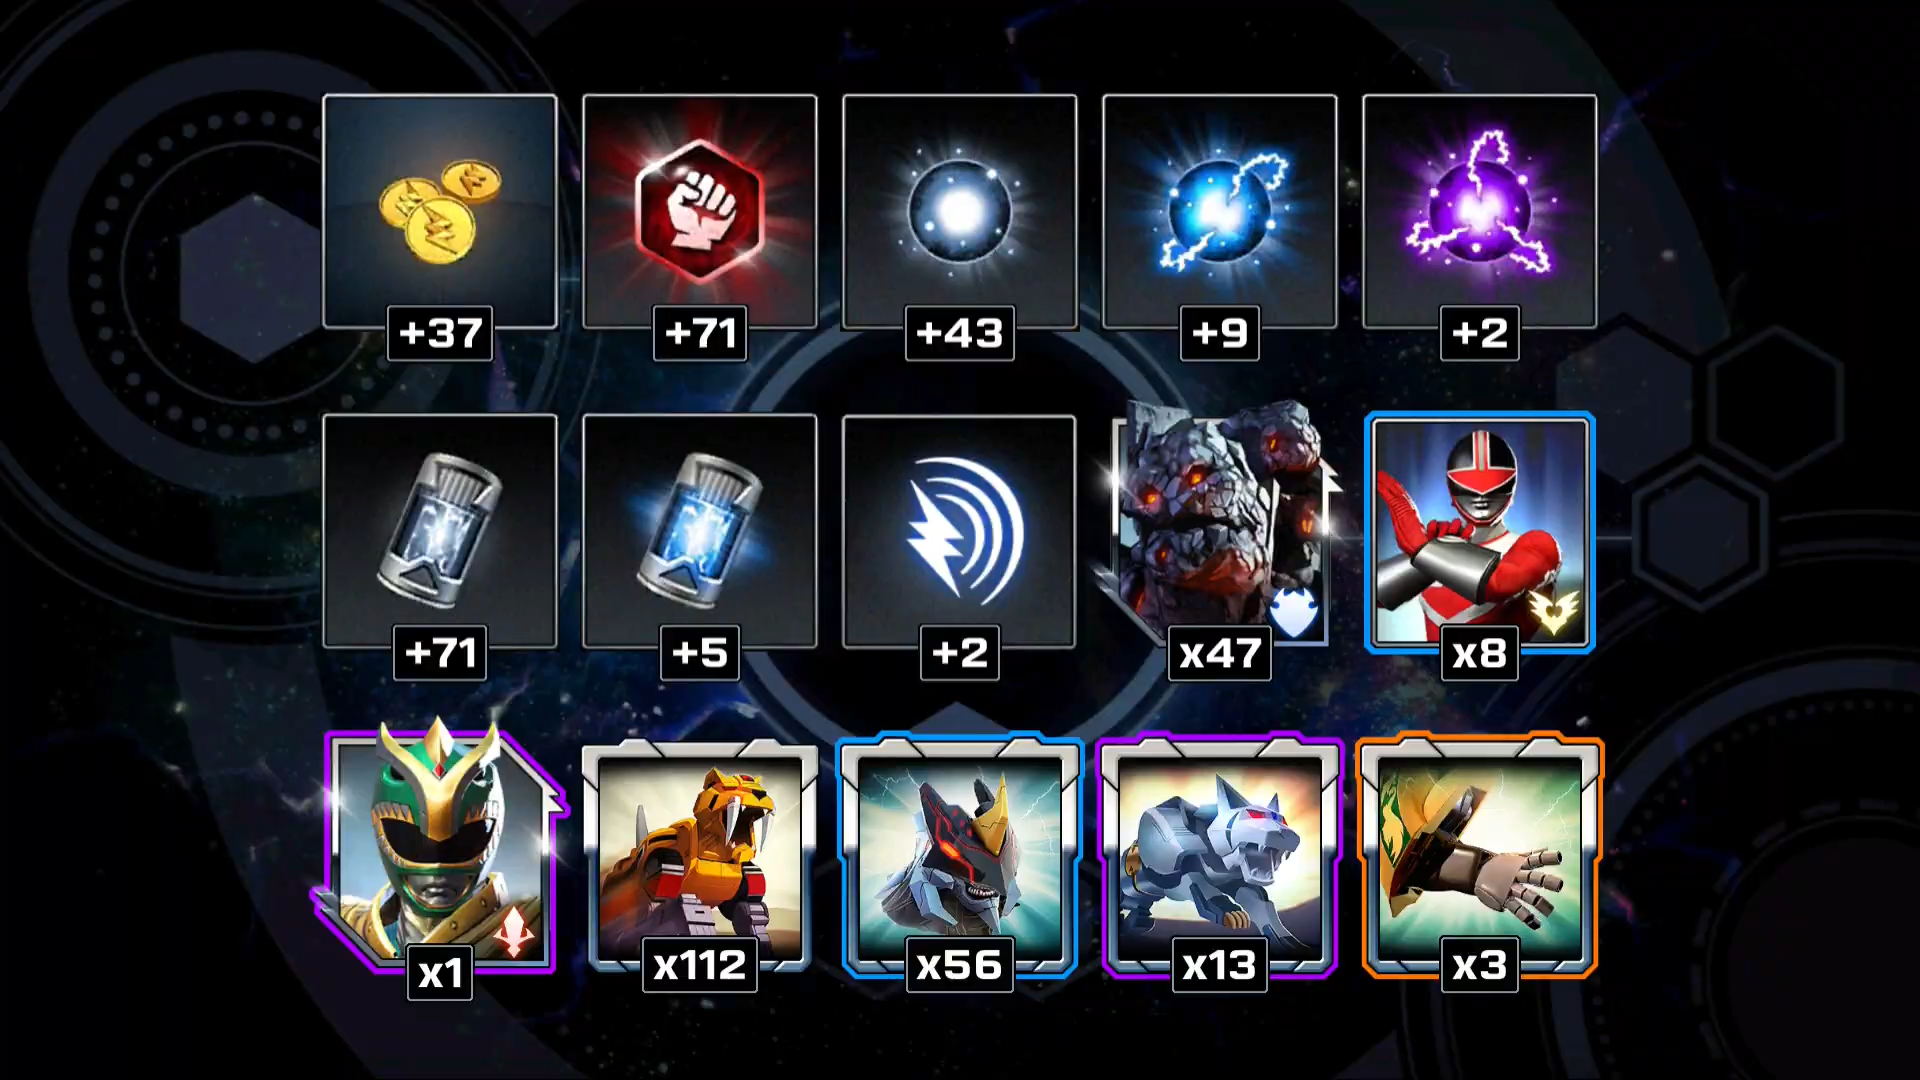 +37
+71
+43
+9
+2
+71
+5
+2
x47
x8
x1
x112
x56
x13
x3